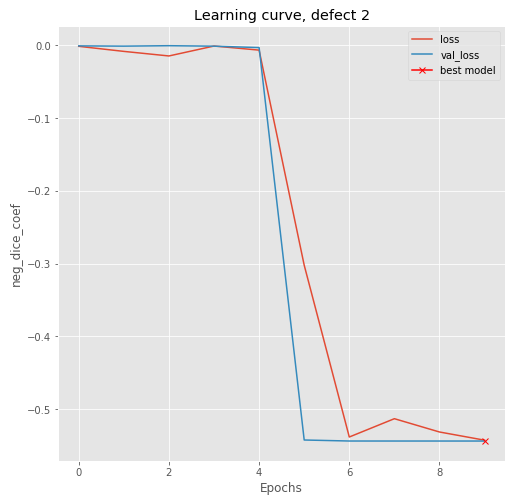 Learning curve, defect 2
loss
val_loss
best model
0.0
−0.1
−0.2
−0.3
−0.4
−0.5
neg_dice_coef
0 2 4 6 8
Epochs